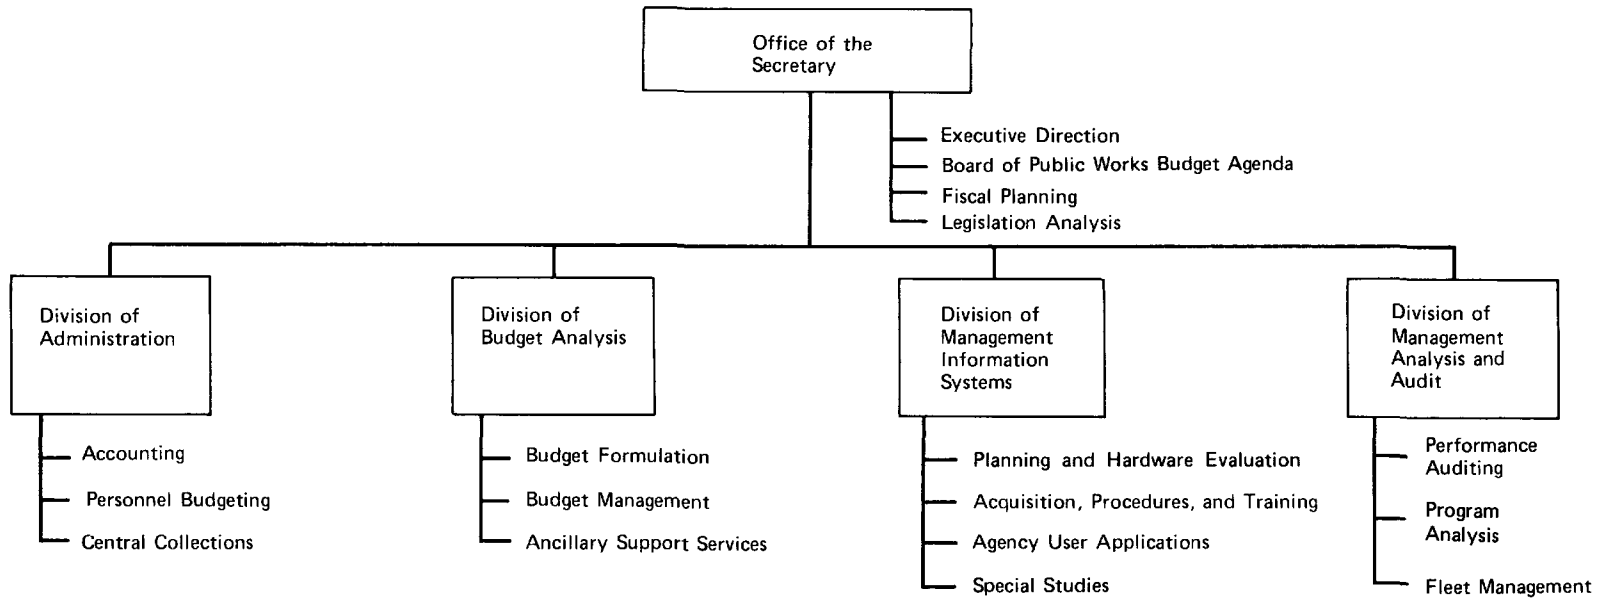 Office of the
Secretary
Executive Direction
Board of Public Works Budget Agenda
Fiscal Planning
Legislation Analysis
Division of
Administration
Accounting
Personnel Budgeting
Central Collections
Division of
Budget Analysis
Budget Formulation
Budget Management
Ancillary Support Services
Division of
Management
Information
Systems
Planning and Hardware Evaluation
Acquisition, Procedures, and Training
Agency User Applications
Special Studies
Division of
Management
Analysis and
Audit
Performance
Auditing
Program
Analysis
Fleet Management